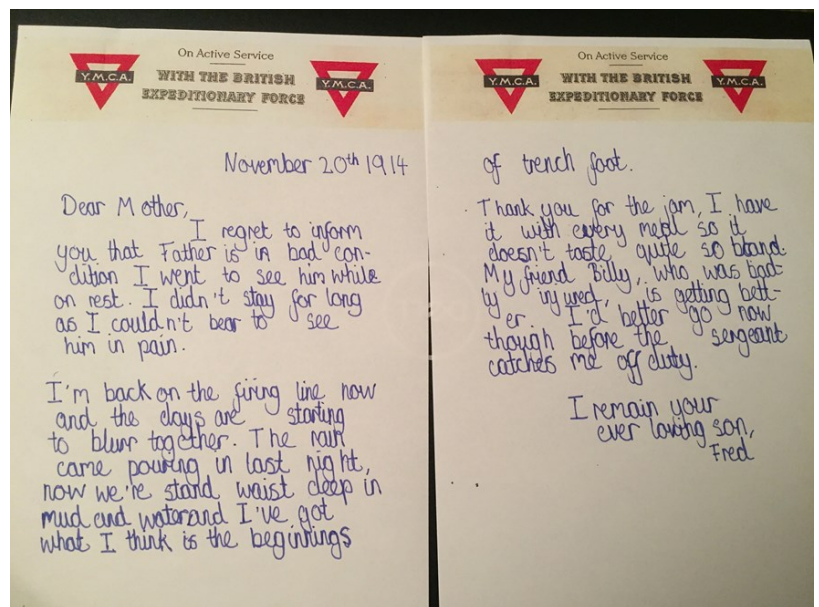 On Active Service
Y.M.C.A. WITH THE BRITISH Y.M.C.A.
EXPEDITIONARY FORCE
November 20th 1914
Dear Mother,
I regret to inform
you that Father is in bad con-
dition I went to see him while
on rest. I didn't stay for long
as I couldn't bear to see
him in pain.
I'm back on the firing line now
and the days are starting
to blurr together. The rain
came pouring in last night,
now we're stand waist deep in
mud and water and I've got
what I think is the beginnings
On Active Service
Y.M.C.A. WITH THE BRITISH Y.M.C.A.
EXPEDITIONARY FORCE
of trench foot.
Thank you for the jam, I have
it with every meal so it
doesn't taste quite so bland.
My friend Billy, who was bad-
ly injured, is getting bett-
er. I'd better go now
though before the sergeant
catches me off duty.
I remain your
ever loving son,
Fred